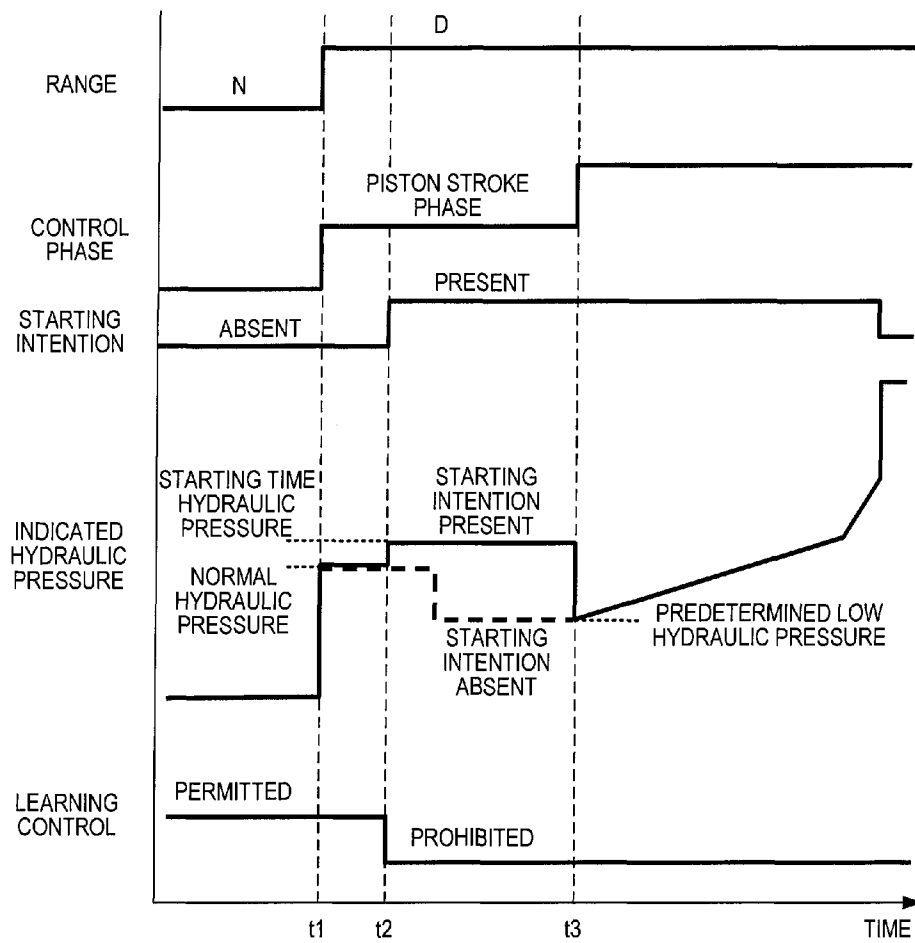 D
RANGE
N
PISTON STROKE
PHASE
CONTROL
PHASE
PRESENT
STARTING
INTENTION
ABSENT
STARTING TIME
HYDRAULIC
PRESSURE
STARTING
INTENTION
PRESENT
INDICATED
HYDRAULIC
PRESSURE
NORMAL
HYDRAULIC
PRESSURE
PREDETERMINED LOW
HYDRAULIC PRESSURE
STARTING
INTENTION
ABSENT
LEARNING
CONTROL
PERMITTED
PROHIBITED
t1
t2
t3
TIME